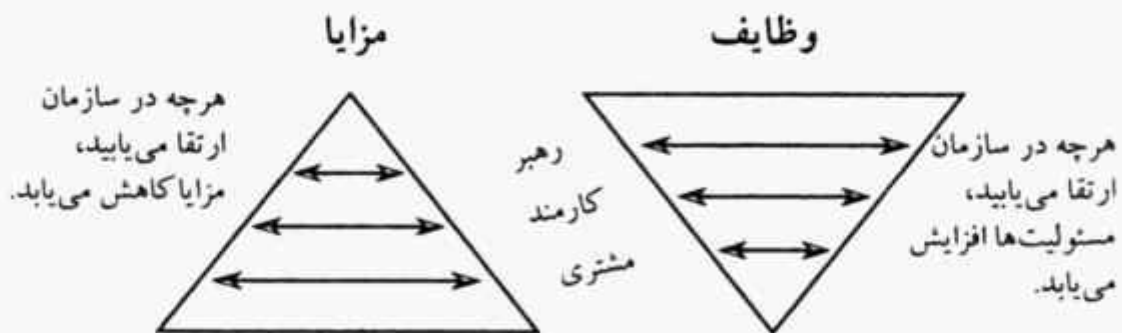 وظایف
مزایا
هرچه در سازمان
ارتقا می‌یابید،
مسئولیت‌ها افزایش
می‌یابد.
رهبر
کارمند
مشتری
هرچه در سازمان
ارتقا می‌یابید،
مزایا کاهش می‌یابد.